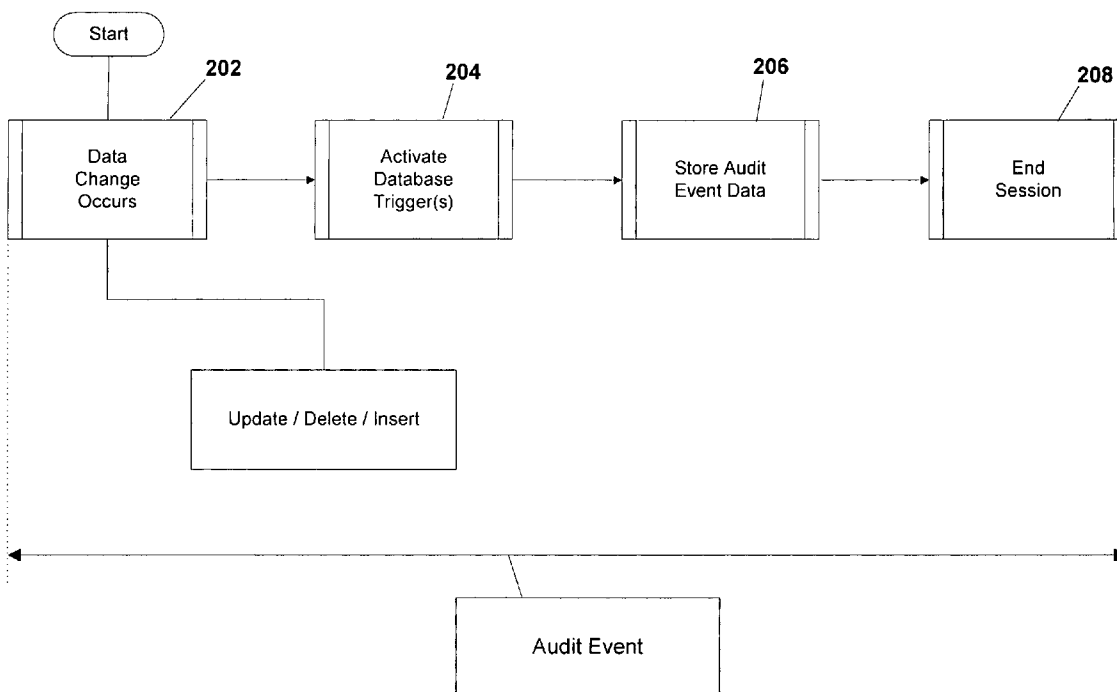 Start
202
204
206
208
Data
Change
Occurs
Activate
Database
Trigger(s)
Store Audit
Event Data
End
Session
Update / Delete / Insert
Audit Event